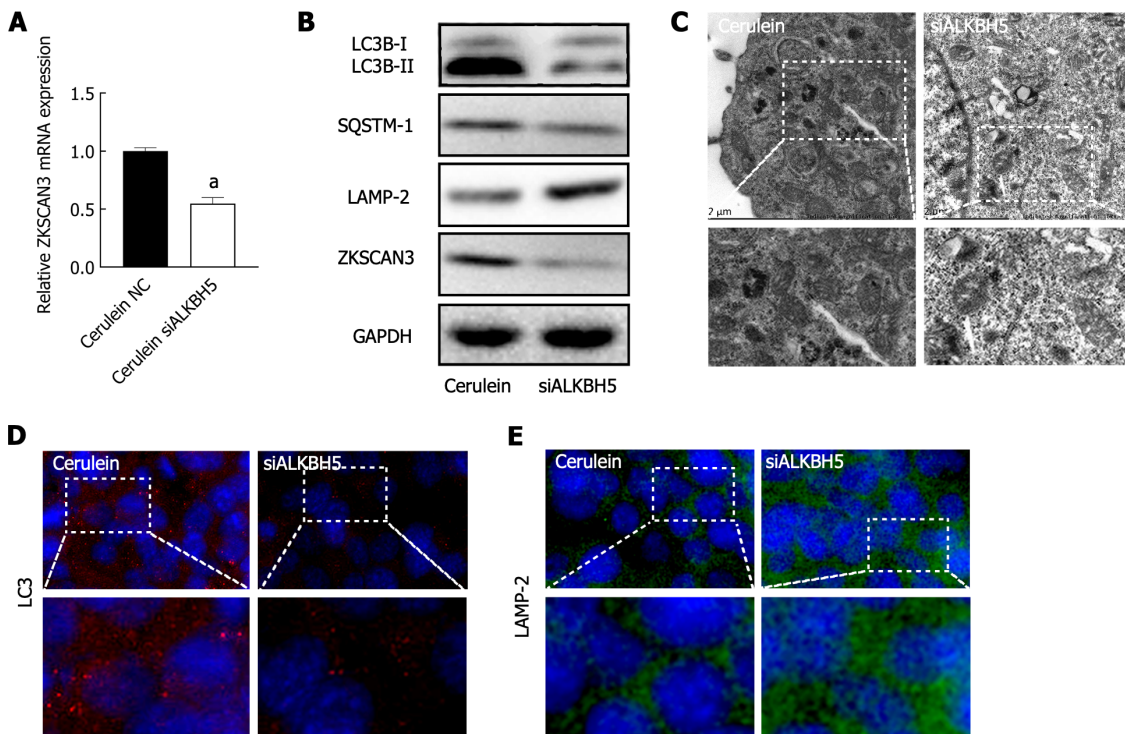 A
Relative ZKSCAN3 mRNA expression
1.5
1.0
0.5
0.0
a
Cerulein NC
Cerulein siALKBH5
B
LC3B-I
LC3B-II
SQSTM-1
LAMP-2
ZKSCAN3
GAPDH
Cerulein siALKBH5
C
Cerulein
siALKBH5
2 μm
D
Cerulein
siALKBH5
LC3
E
Cerulein
siALKBH5
LAMP-2